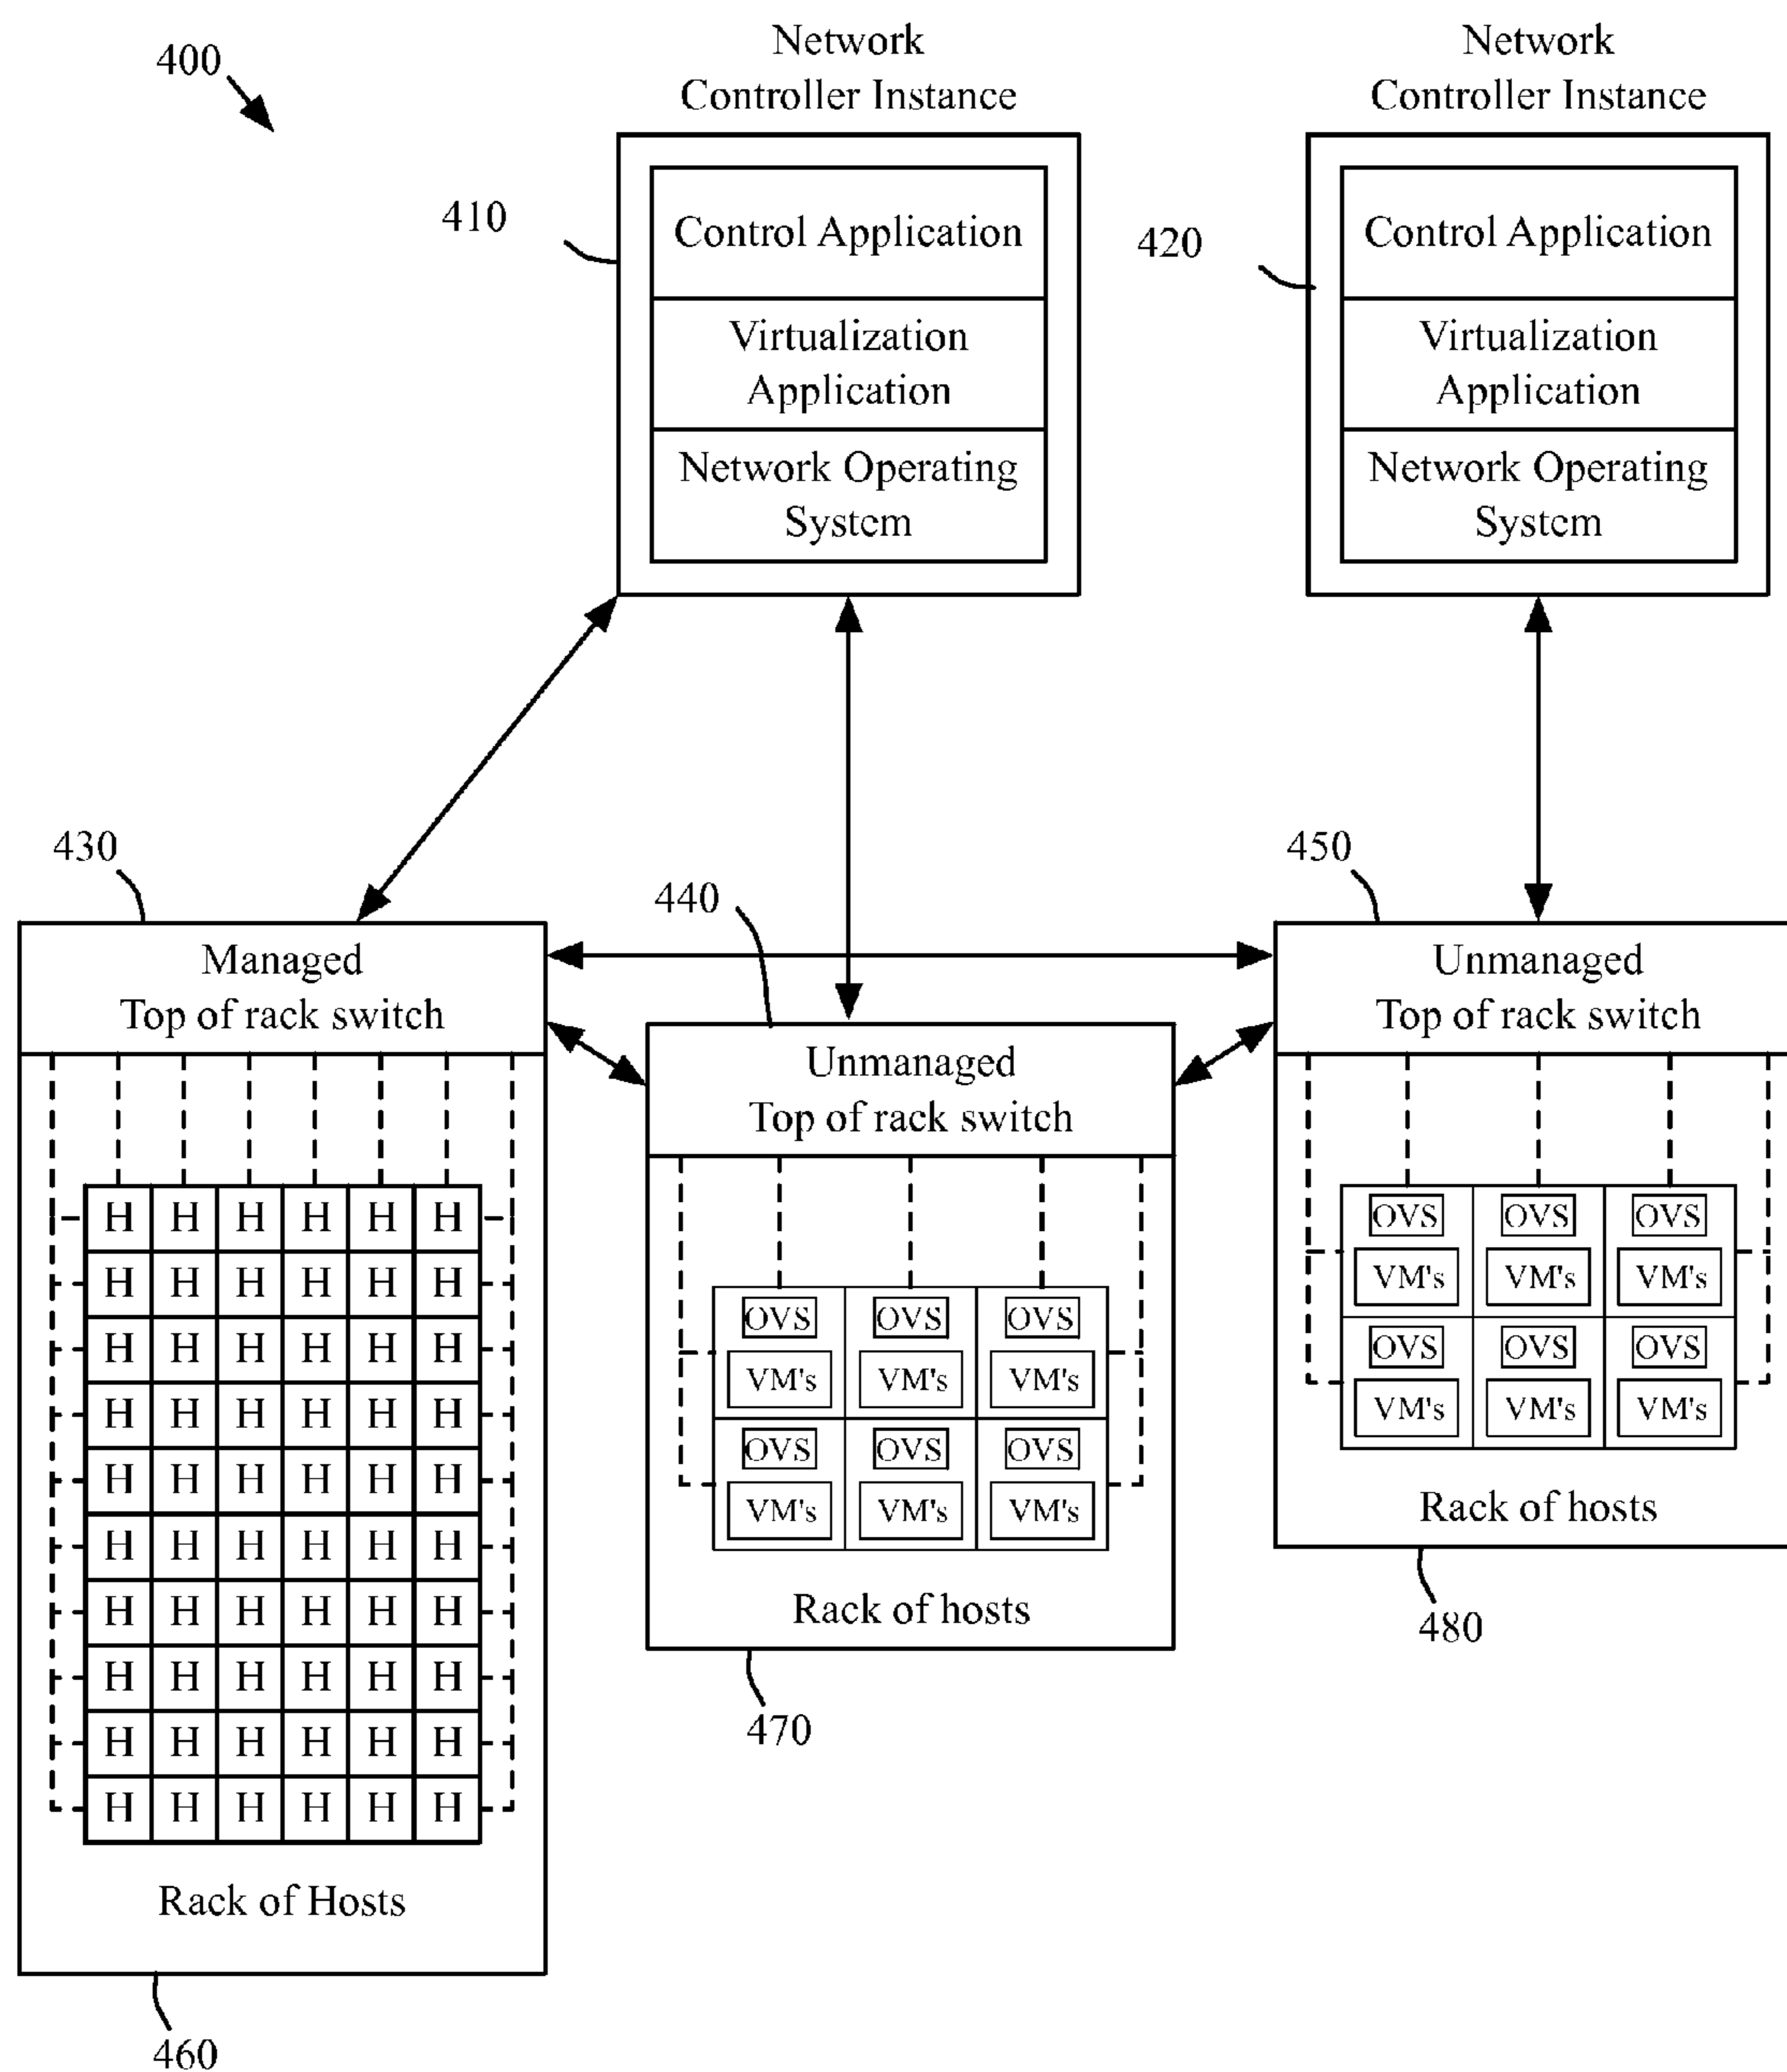 400
Network
Controller Instance
410
Control Application
Virtualization
Application
Network Operating
System
Network
Controller Instance
420
Control Application
Virtualization
Application
Network Operating
System
430
Managed
Top of rack switch
H H H H H H
H H H H H H
H H H H H H
H H H H H H
H H H H H H
H H H H H H
H H H H H H
H H H H H H
H H H H H H
H H H H H H
Rack of Hosts
460
440
Unmanaged
Top of rack switch
OVS OVS OVS
VM's VM's VM's
OVS OVS OVS
VM's VM's VM's
Rack of hosts
470
450
Unmanaged
Top of rack switch
OVS OVS OVS
VM's VM's VM's
OVS OVS OVS
VM's VM's VM's
Rack of hosts
480